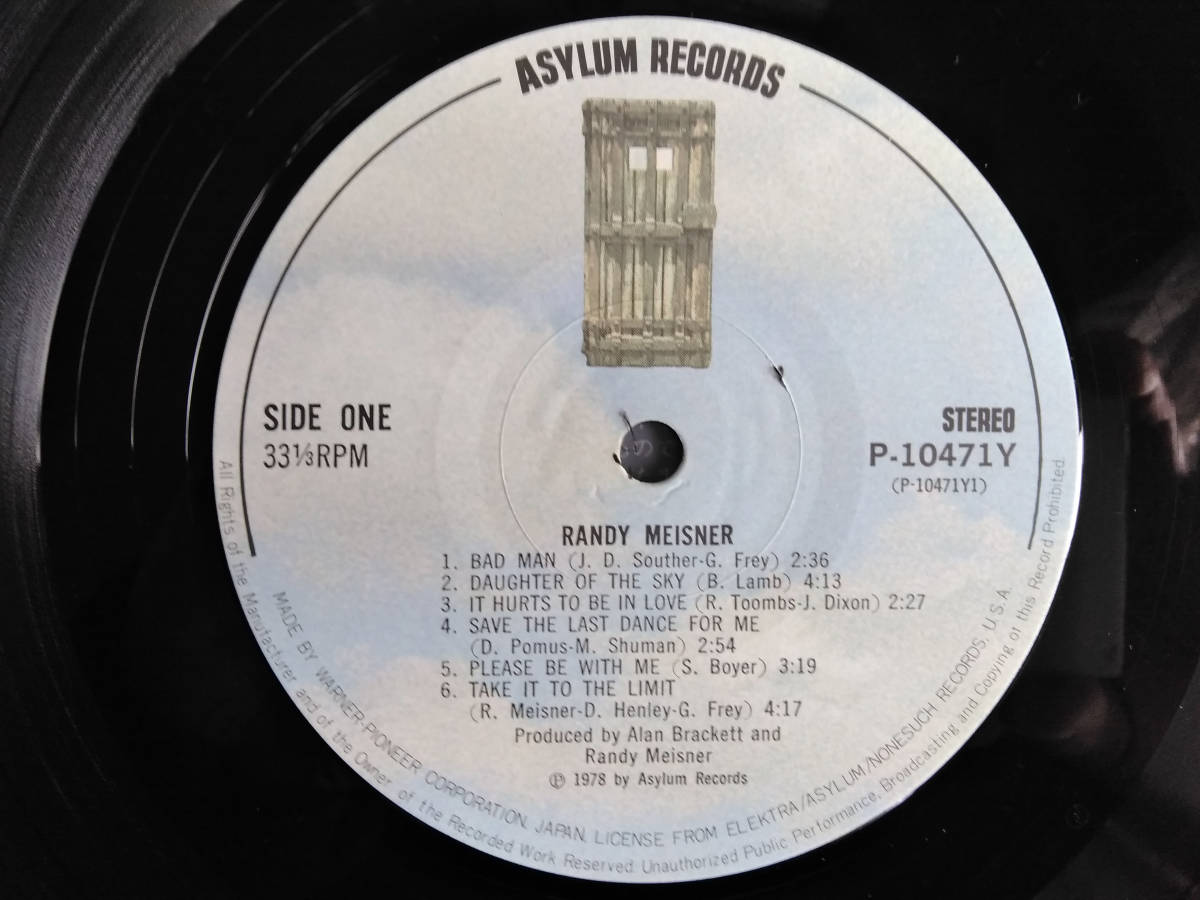 ASYLUM RECORDS
SIDE ONE
33⅓RPM
STEREO
P-10471Y
(P-10471Y1)
RANDY MEISNER
1. BAD MAN (J. D. Souther-G. Frey) 2:36
2. DAUGHTER OF THE SKY (B. Lamb) 4:13
3. IT HURTS TO BE IN LOVE (R. Toombs-J. Dixon) 2:27
4. SAVE THE LAST DANCE FOR ME
(D. Pomus-M. Shuman) 2:54
5. PLEASE BE WITH ME (S. Boyer) 3:19
6. TAKE IT TO THE LIMIT
(R. Meisner-D. Henley-G. Frey) 4:17
Produced by Alan Brackett and
Randy Meisner
℗ 1978 by Asylum Records
MADE BY WARNER-PIONEER CORPORATION, JAPAN, LICENSE FROM ELEKTRA/ASYLUM/NONESUCH RECORDS, U.S.A.
All Rights of the Manufacturer and of the Owner of the Recorded Work Reserved. Unauthorized Public Performance, Broadcasting and Copying of this Record Prohibited.